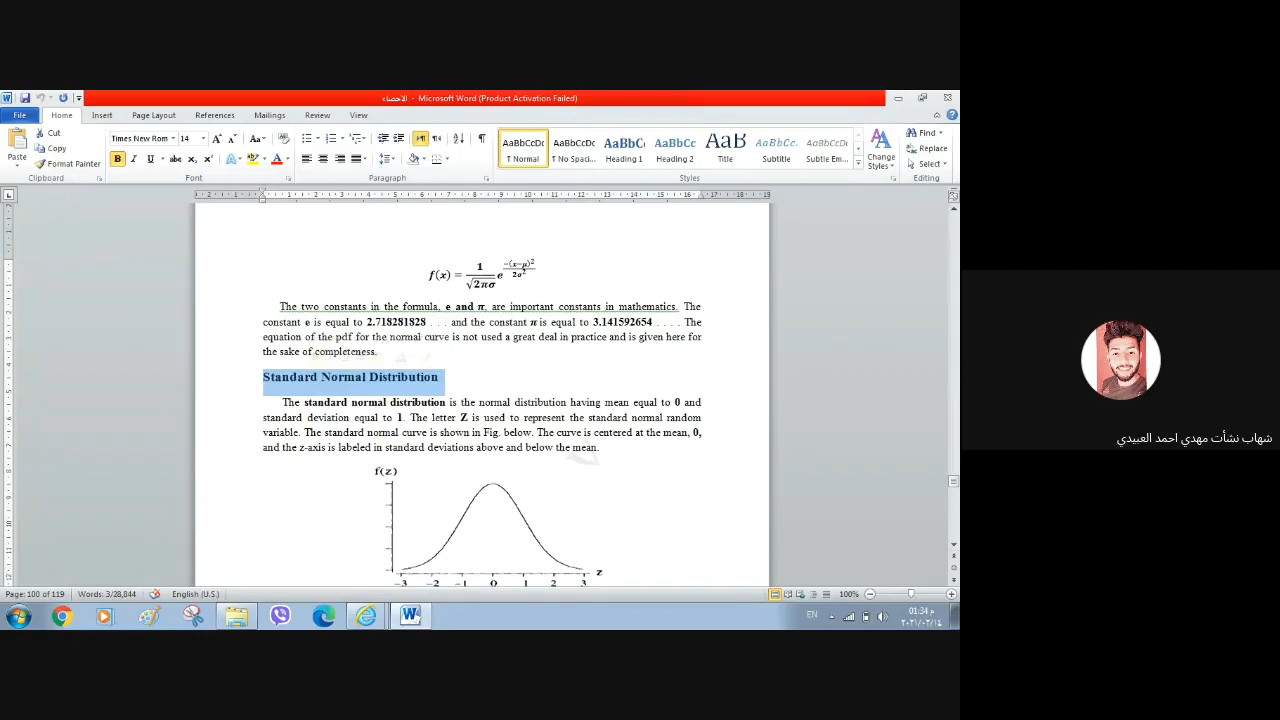 الاحصاء - Microsoft Word (Product Activation Failed)
File Home Insert Page Layout References Mailings Review View
Paste Cut Copy Format Painter Clipboard
Times New Rom 14 Font
Paragraph
AaBbCcDc ¶ Normal AaBbCcDc ¶ No Spaci... AaBbC( Heading 1 AaBbCc Heading 2 AaB Title AaBbCc. Subtitle AaBbCcDc Subtle Em... Change Styles Styles
Find Replace Select Editing
f(x) = 1/√2πσ e^(−(x−μ)²/2σ²)
The two constants in the formula, e and π, are important constants in mathematics. The
constant e is equal to 2.718281828 . . . and the constant π is equal to 3.141592654 . . . . The
equation of the pdf for the normal curve is not used a great deal in practice and is given here for
the sake of completeness.
Standard Normal Distribution
The standard normal distribution is the normal distribution having mean equal to 0 and
standard deviation equal to 1. The letter Z is used to represent the standard normal random
variable. The standard normal curve is shown in Fig. below. The curve is centered at the mean, 0,
and the z-axis is labeled in standard deviations above and below the mean.
f(z)
z
−3 −2 −1 0 1 2 3
شهاب نشأت مهدي احمد العبيدي
Page: 100 of 119 Words: 3/28,844 English (U.S.) 100%
EN 01:34 م
٢٠٢١/٠٢/١٤